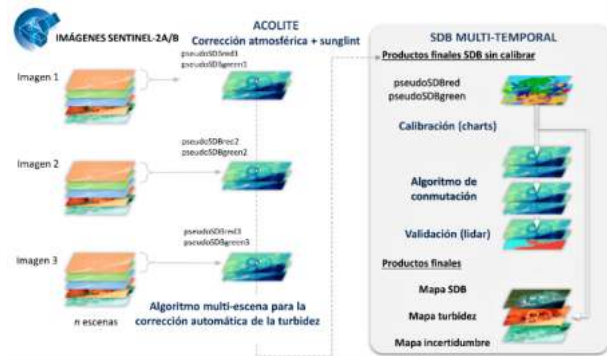 IMÁGENES SENTINEL-2A/B
ACOLITE
Corrección atmosférica + sunglint
Imagen 1
pseudoSDBred1
pseudoSDBgreen1
Imagen 2
pseudoSDBred2
pseudoSDBgreen2
Imagen 3
pseudoSDBred3
pseudoSDBgreen3
n escenas
Algoritmo multi-escena para la
corrección automática de la turbidez
SDB MULTI-TEMPORAL
Productos finales SDB sin calibrar
pseudoSDBred
pseudoSDBgreen
Calibración (charts)
Algoritmo de
conmutación
Validación (lidar)
Productos finales
Mapa SDB
Mapa turbidez
Mapa incertidumbre